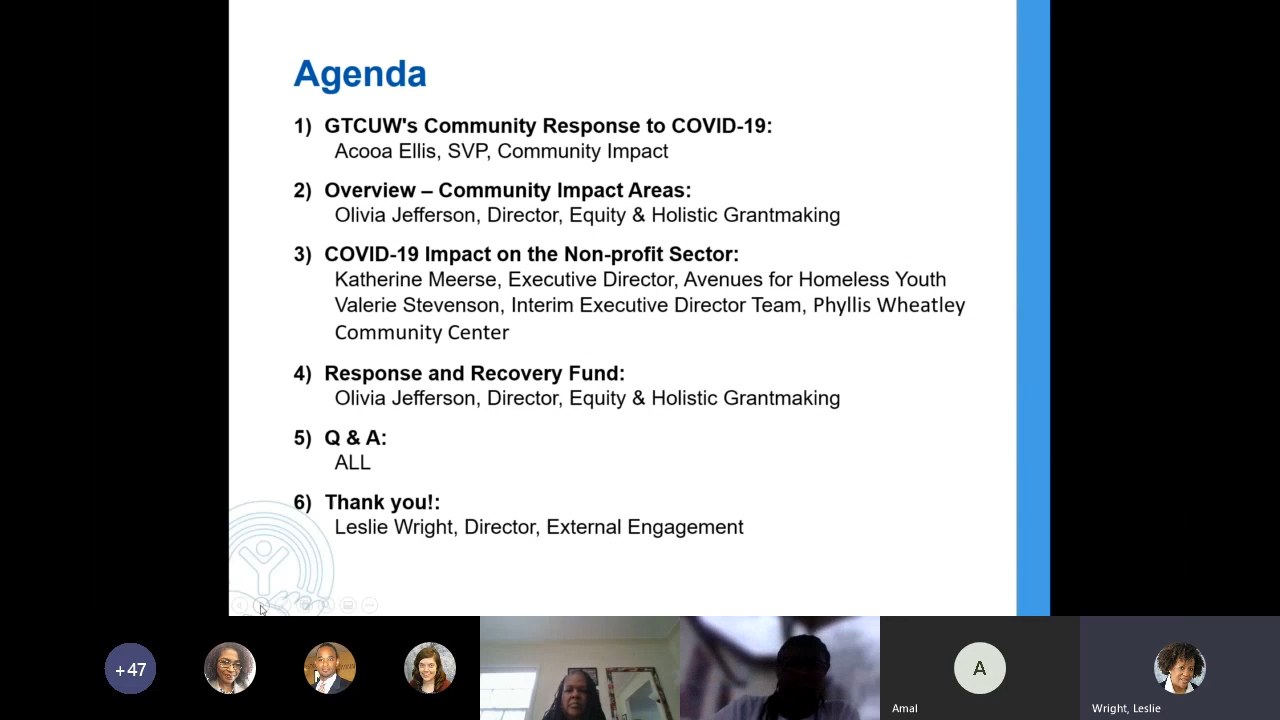 Agenda
1) GTCUW's Community Response to COVID-19:
Acooa Ellis, SVP, Community Impact
2) Overview – Community Impact Areas:
Olivia Jefferson, Director, Equity & Holistic Grantmaking
3) COVID-19 Impact on the Non-profit Sector:
Katherine Meerse, Executive Director, Avenues for Homeless Youth
Valerie Stevenson, Interim Executive Director Team, Phyllis Wheatley
Community Center
4) Response and Recovery Fund:
Olivia Jefferson, Director, Equity & Holistic Grantmaking
5) Q & A:
ALL
6) Thank you!:
Leslie Wright, Director, External Engagement
+47
A
Amal
Wright, Leslie